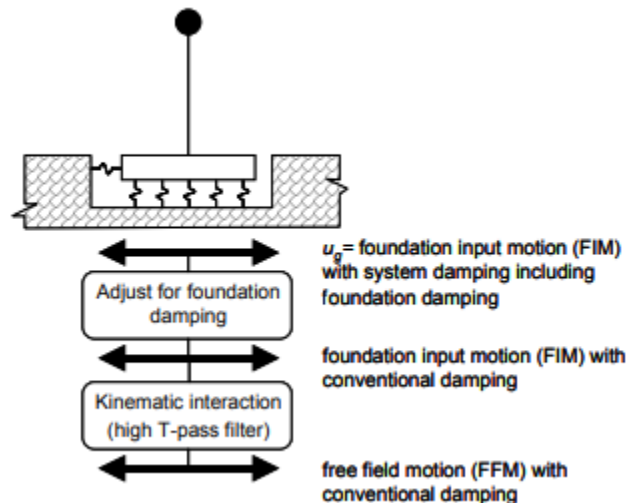 u_g= foundation input motion (FIM)
with system damping including
foundation damping
Adjust for foundation
damping
foundation input motion (FIM) with
conventional damping
Kinematic interaction
(high T-pass filter)
free field motion (FFM) with
conventional damping